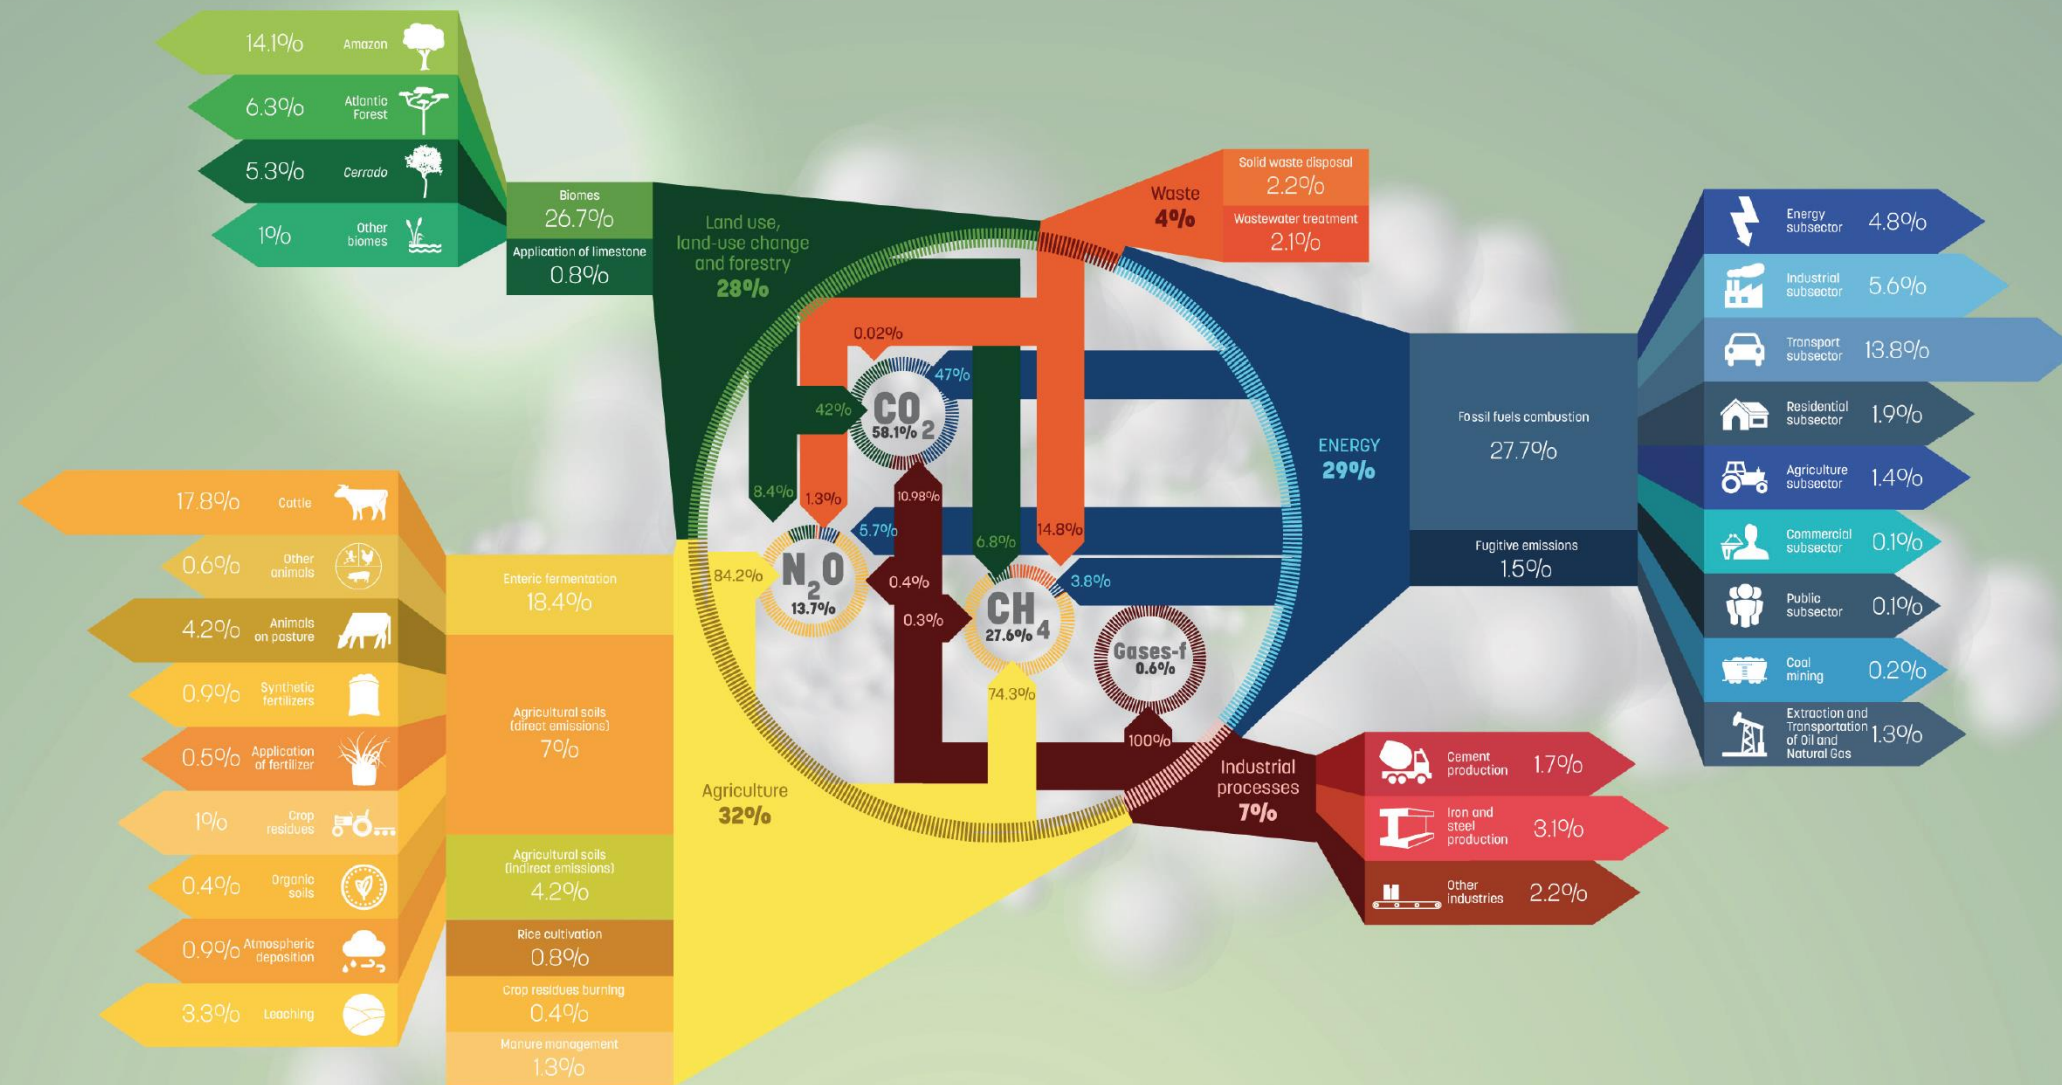 14.1% Amazon
6.3% Atlantic
Forest
5.3% Cerrado
1% Other
biomes
Biomes
26.7%
Application of limestone
0.8%
Land use,
land-use change
and forestry
28%
Waste
4%
Solid waste disposal
2.2%
Wastewater treatment
2.1%
ENERGY
29%
Fossil fuels combustion
27.7%
Fugitive emissions
1.5%
Energy
subsector 4.8%
Industrial
subsector 5.6%
Transport
subsector 13.8%
Residential
subsector 1.9%
Agriculture
subsector 1.4%
Commercial
subsector 0.1%
Public
subsector 0.1%
Coal
mining 0.2%
Extraction and
Transportation
of Oil and
Natural Gas 1.3%
0.02%
47%
42%
CO2
58.1%
8.4%
1.3%
10.98%
5.7%
6.8%
14.8%
84.2%
N2O
13.7%
0.4%
0.3%
CH4
27.6%
3.8%
Gases-f
0.6%
74.3%
100%
17.8% Cattle
0.6% Other
animals
4.2% Animals
on pasture
0.9% Synthetic
fertilizers
0.5% Application
of fertilizer
1% Crop
residues
0.4% Organic
soils
0.9% Atmospheric
deposition
3.3% Leaching
Enteric fermentation
18.4%
Agricultural soils
(direct emissions)
7%
Agricultural soils
(indirect emissions)
4.2%
Rice cultivation
0.8%
Crop residues burning
0.4%
Manure management
1.3%
Agriculture
32%
Industrial
processes
7%
Cement
production 1.7%
Iron and
steel
production 3.1%
Other
industries 2.2%